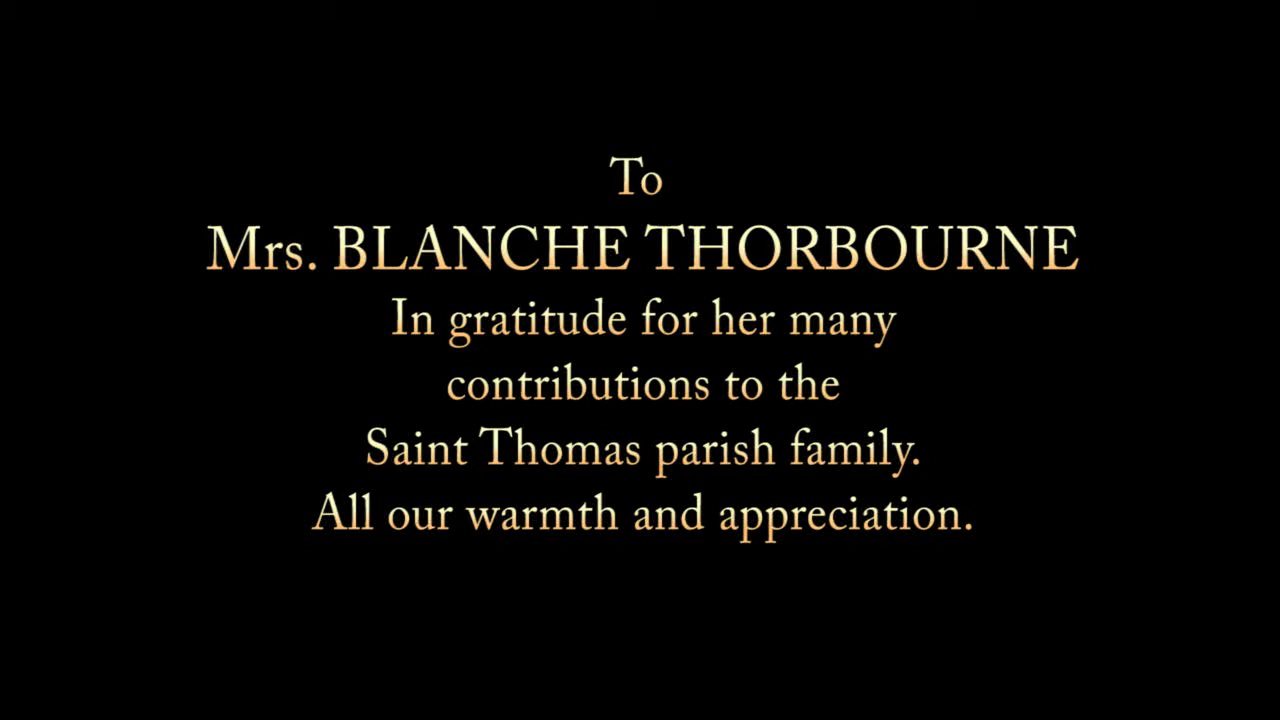 To
Mrs. BLANCHE THORBOURNE
In gratitude for her many
contributions to the
Saint Thomas parish family.
All our warmth and appreciation.